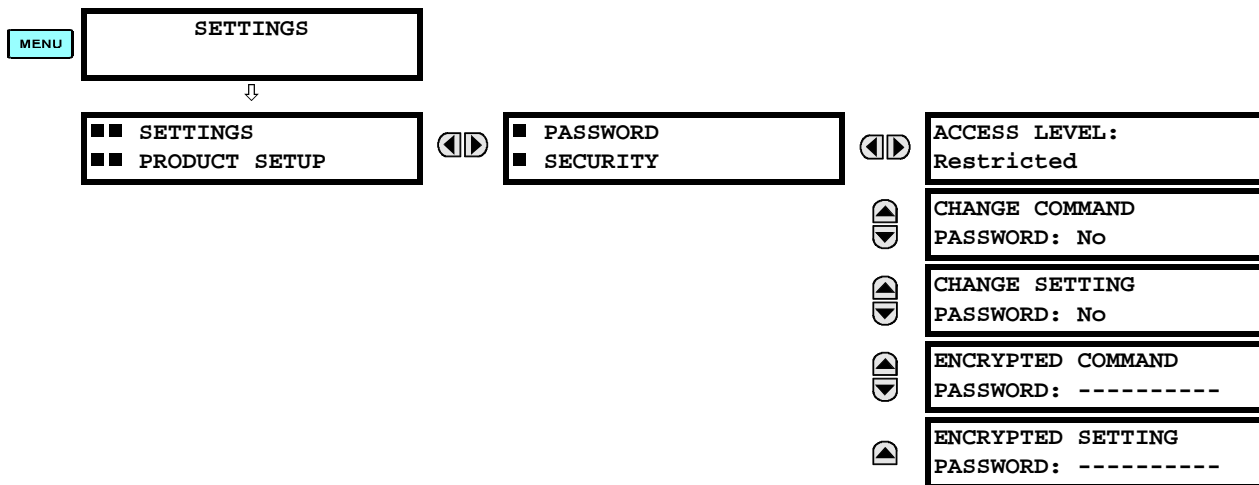 MENU
SETTINGS
■■ SETTINGS
■■ PRODUCT SETUP
■ PASSWORD
■ SECURITY
ACCESS LEVEL:
Restricted
CHANGE COMMAND
PASSWORD: No
CHANGE SETTING
PASSWORD: No
ENCRYPTED COMMAND
PASSWORD: ----------
ENCRYPTED SETTING
PASSWORD: ----------